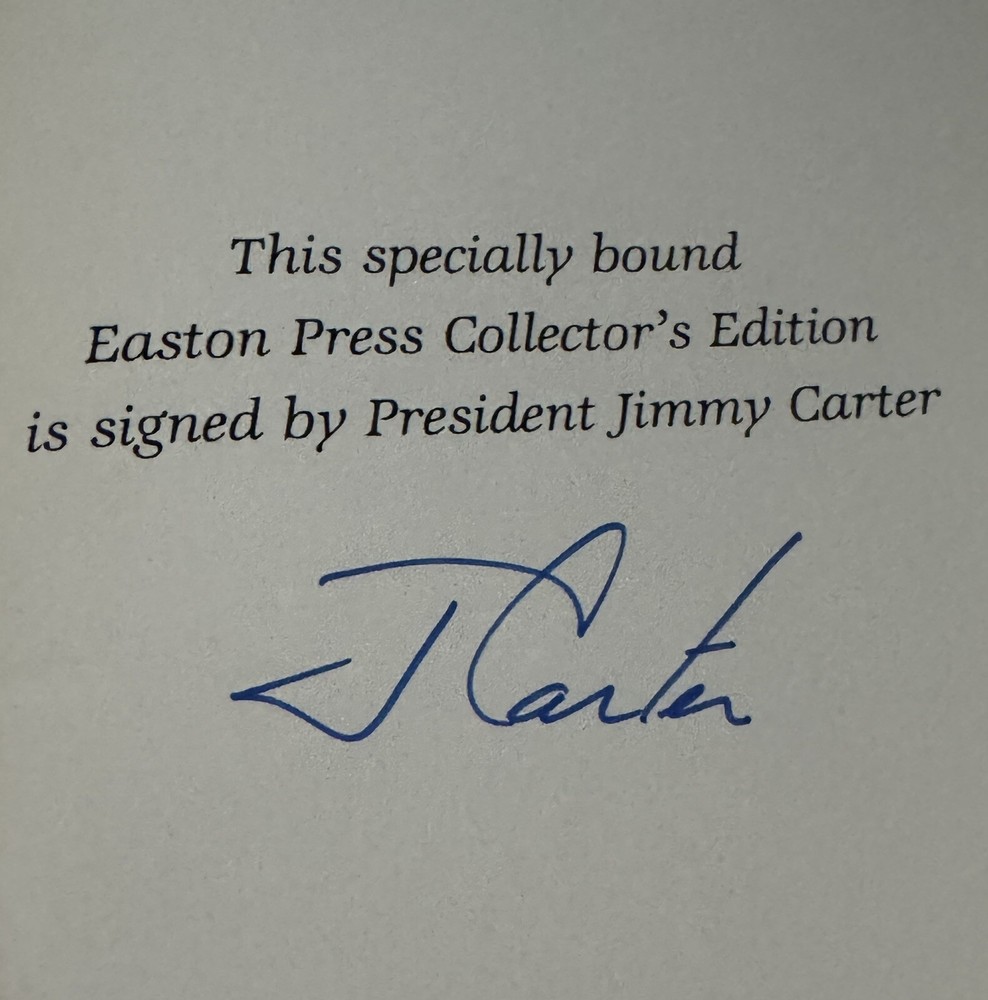 This specially bound
Easton Press Collector's Edition
is signed by President Jimmy Carter
J Carter